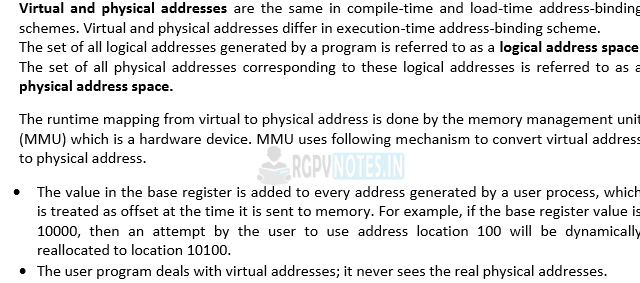 Virtual and physical addresses are the same in compile-time and load-time address-binding
schemes. Virtual and physical addresses differ in execution-time address-binding scheme.
The set of all logical addresses generated by a program is referred to as a logical address space
The set of all physical addresses corresponding to these logical addresses is referred to as a
physical address space.
The runtime mapping from virtual to physical address is done by the memory management unit
(MMU) which is a hardware device. MMU uses following mechanism to convert virtual address
to physical address.
RGPVNOTES.IN
• The value in the base register is added to every address generated by a user process, which
is treated as offset at the time it is sent to memory. For example, if the base register value is
10000, then an attempt by the user to use address location 100 will be dynamically
reallocated to location 10100.
• The user program deals with virtual addresses; it never sees the real physical addresses.